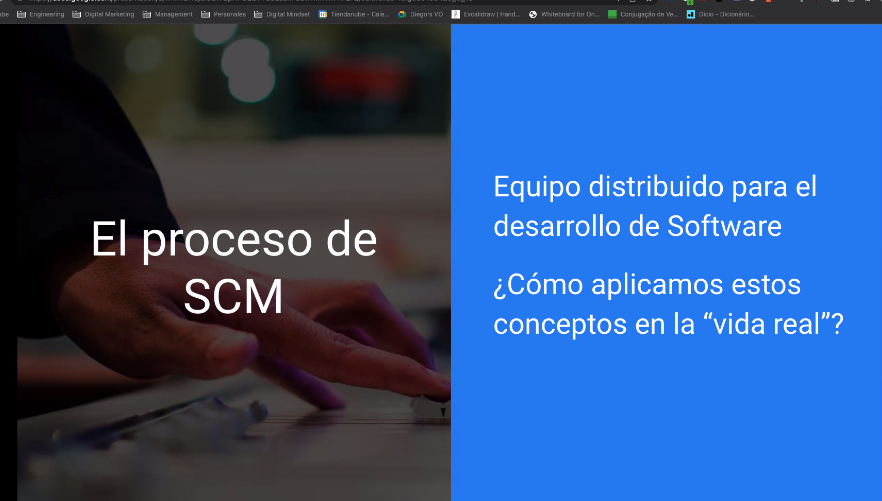 Engineering
Digital Marketing
Management
Personales
Digital Mindset
Tiendanube – Cale...
Diego's VO
Excalidraw | Hand...
Whiteboard for On...
Conjugação de Ve...
Dicio - Dicionário...
El proceso de
SCM
Equipo distribuido para el
desarrollo de Software
¿Cómo aplicamos estos
conceptos en la “vida real”?